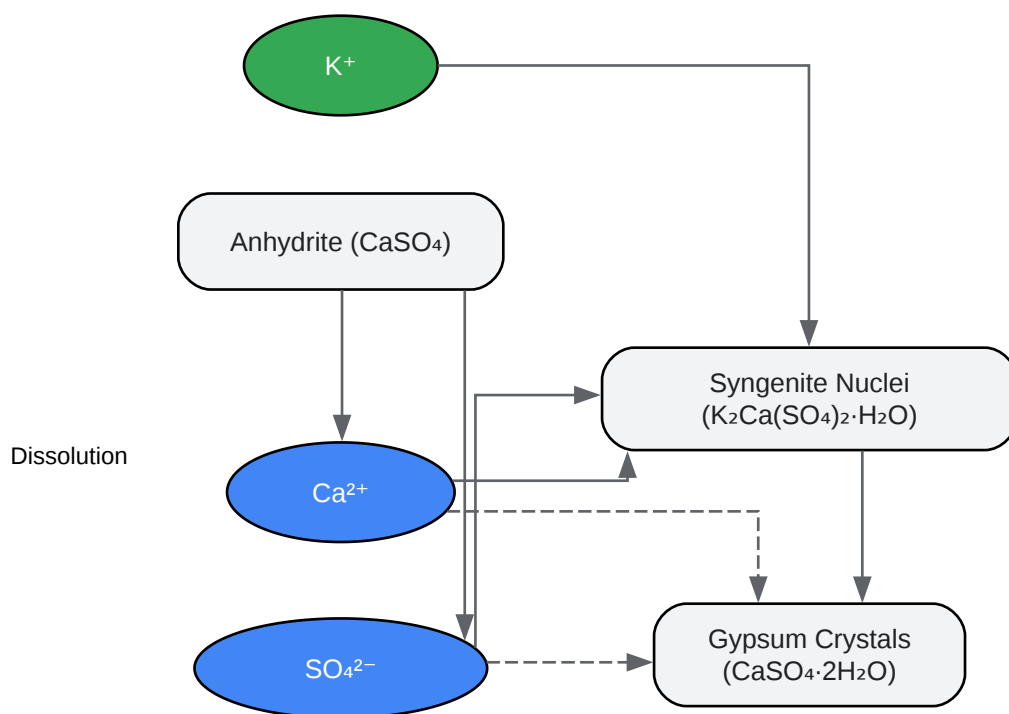 K⁺
Anhydrite (CaSO₄)
Syngenite Nuclei
(K₂Ca(SO₄)₂·H₂O)
Dissolution
Ca²⁺
Gypsum Crystals
(CaSO₄·2H₂O)
SO₄²⁻